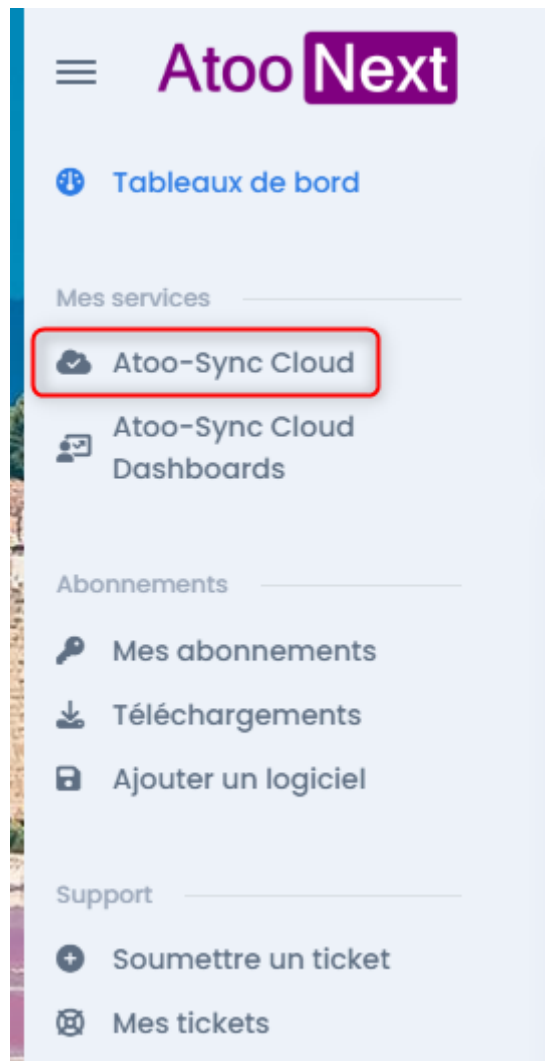 Atoo Next
Tableaux de bord
Mes services
Atoo-Sync Cloud
Atoo-Sync Cloud
Dashboards
Abonnements
Mes abonnements
Téléchargements
Ajouter un logiciel
Support
Soumettre un ticket
Mes tickets